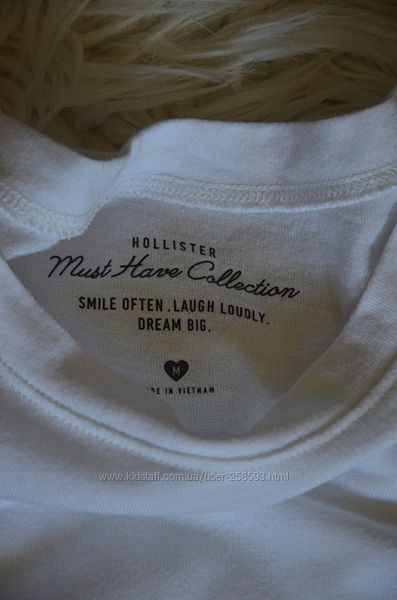 HOLLISTER
Must Have Collection
SMILE OFTEN. LAUGH LOUDLY.
DREAM BIG.
M
DE IN VIETNAM
www.kidstaff.com.ua/user-258593.html